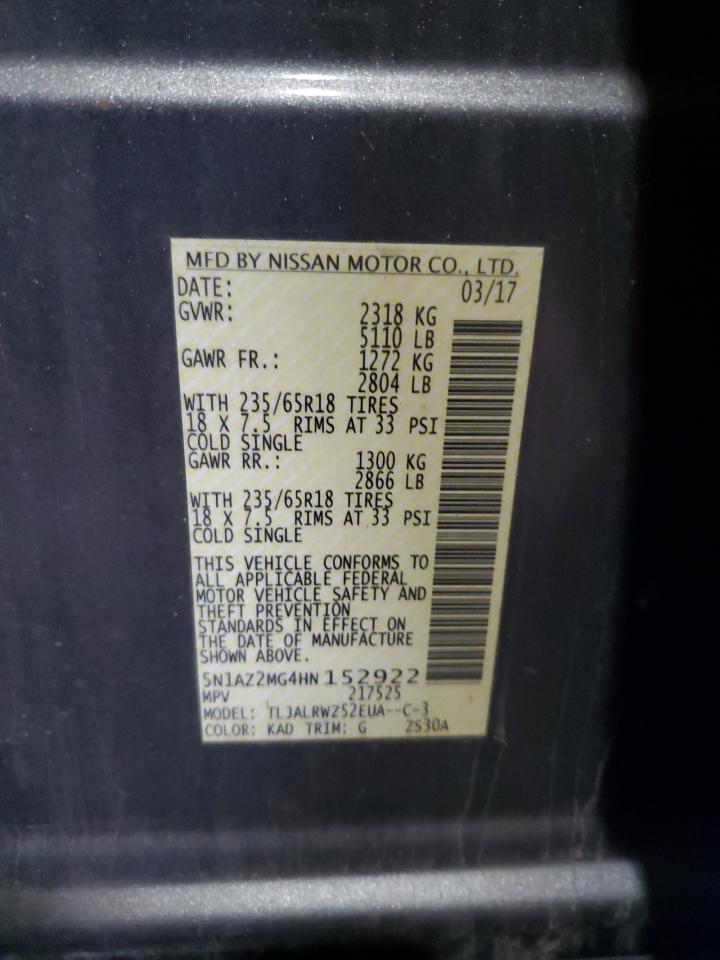 MFD BY NISSAN MOTOR CO., LTD.
DATE: 03/17
GVWR: 2318 KG
5110 LB
GAWR FR.: 1272 KG
2804 LB
WITH 235/65R18 TIRES
18 X 7.5 RIMS AT 33 PSI
COLD SINGLE
GAWR RR.: 1300 KG
2866 LB
WITH 235/65R18 TIRES
18 X 7.5 RIMS AT 33 PSI
COLD SINGLE
THIS VEHICLE CONFORMS TO
ALL APPLICABLE FEDERAL
MOTOR VEHICLE SAFETY AND
THEFT PREVENTION
STANDARDS IN EFFECT ON
THE DATE OF MANUFACTURE
SHOWN ABOVE.
5N1AZ2MG4HN152922
MPV 217525
MODEL: TLJALRWZ52EUA--C-3
COLOR: KAD TRIM: G ZS30A